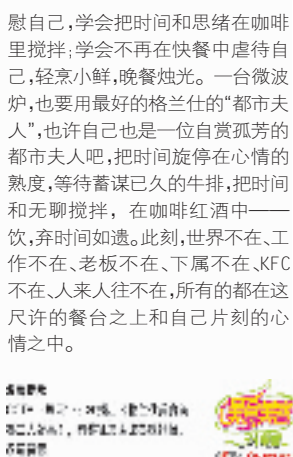 慰自己,学会把时间和思绪在咖啡
里搅拌;学会不再在快餐中虐待自
己,轻烹小鲜,晚餐烛光。一台微波
炉,也要用最好的格兰仕的“都市夫
人”,也许自己也是一位自赏孤芳的
都市夫人吧,把时间旋停在心情的
熟度,等待蓄谋已久的牛排,把时间
和无聊搅拌，在咖啡红酒中——
饮,弃时间如遗。此刻,世界不在、工
作不在、老板不在、下属不在、KFC
不在、人来人往不在,所有的都在这
尺许的餐台之上和自己片刻的心
情之中。